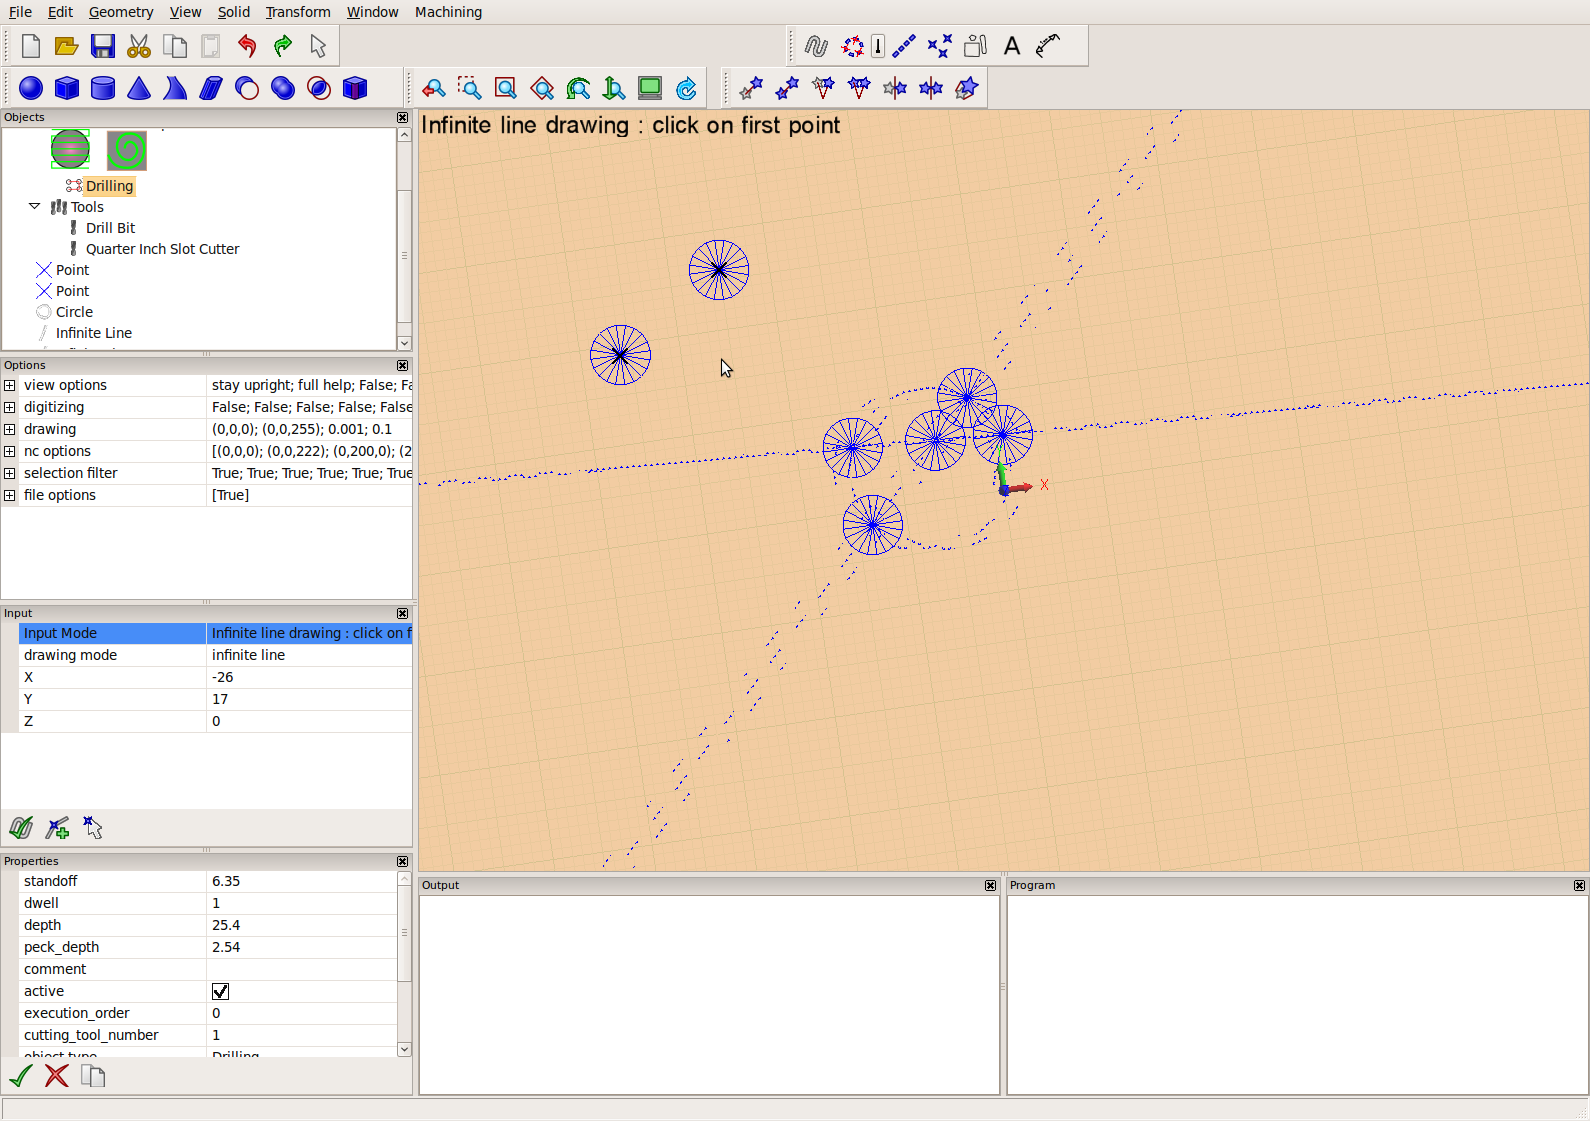 File Edit Geometry View Solid Transform Window Machining
A
Objects
Drilling
Tools
Drill Bit
Quarter Inch Slot Cutter
Point
Point
Circle
Infinite Line
Options
view options stay upright; full help; False; Fa
digitizing False; False; False; False; False
drawing (0,0,0); (0,0,255); 0.001; 0.1
nc options [(0,0,0); (0,0,222); (0,200,0); (2
selection filter True; True; True; True; True; True
file options [True]
Input
Input Mode Infinite line drawing : click on f
drawing mode infinite line
X -26
Y 17
Z 0
Properties
standoff 6.35
dwell 1
depth 25.4
peck_depth 2.54
comment
active
execution_order 0
cutting_tool_number 1
object type Drilling
Infinite line drawing : click on first point
X
Output
Program